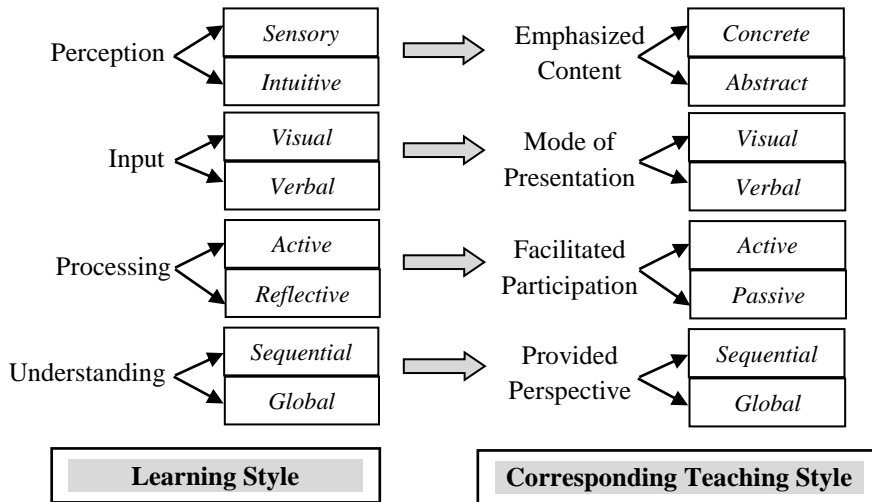 Perception
Sensory
Intuitive
Emphasized
Content
Concrete
Abstract
Input
Visual
Verbal
Mode of
Presentation
Visual
Verbal
Processing
Active
Reflective
Facilitated
Participation
Active
Passive
Understanding
Sequential
Global
Provided
Perspective
Sequential
Global
Learning Style
Corresponding Teaching Style